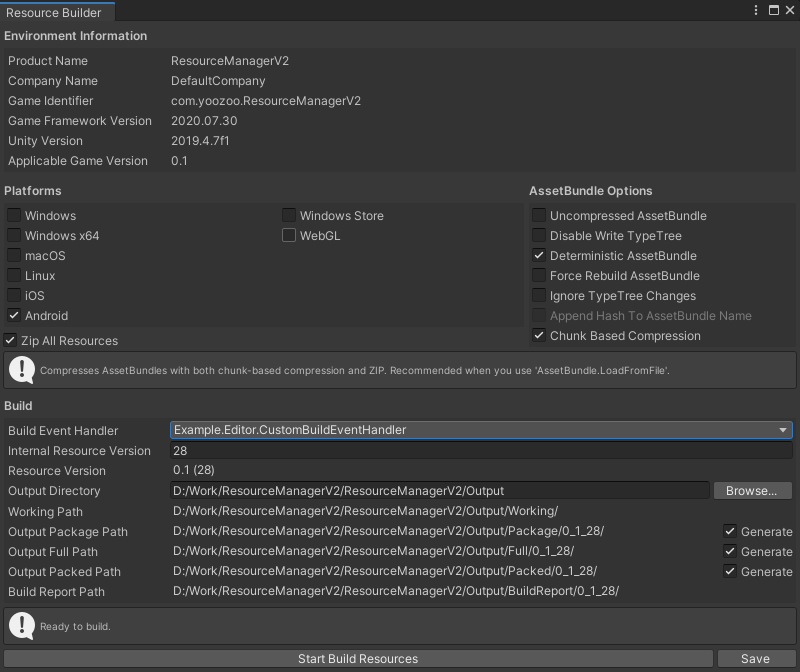 Resource Builder
Environment Information
Product Name ResourceManagerV2
Company Name DefaultCompany
Game Identifier com.yoozoo.ResourceManagerV2
Game Framework Version 2020.07.30
Unity Version 2019.4.7f1
Applicable Game Version 0.1
Platforms
Windows Windows Store
Windows x64 WebGL
macOS
Linux
iOS
Android
Zip All Resources
AssetBundle Options
Uncompressed AssetBundle
Disable Write TypeTree
Deterministic AssetBundle
Force Rebuild AssetBundle
Ignore TypeTree Changes
Append Hash To AssetBundle Name
Chunk Based Compression
Compresses AssetBundles with both chunk-based compression and ZIP. Recommended when you use 'AssetBundle.LoadFromFile'.
Build
Build Event Handler Example.Editor.CustomBuildEventHandler
Internal Resource Version 28
Resource Version 0.1 (28)
Output Directory D:/Work/ResourceManagerV2/ResourceManagerV2/Output Browse...
Working Path D:/Work/ResourceManagerV2/ResourceManagerV2/Output/Working/
Output Package Path D:/Work/ResourceManagerV2/ResourceManagerV2/Output/Package/0_1_28/ Generate
Output Full Path D:/Work/ResourceManagerV2/ResourceManagerV2/Output/Full/0_1_28/ Generate
Output Packed Path D:/Work/ResourceManagerV2/ResourceManagerV2/Output/Packed/0_1_28/ Generate
Build Report Path D:/Work/ResourceManagerV2/ResourceManagerV2/Output/BuildReport/0_1_28/
Ready to build.
Start Build Resources Save